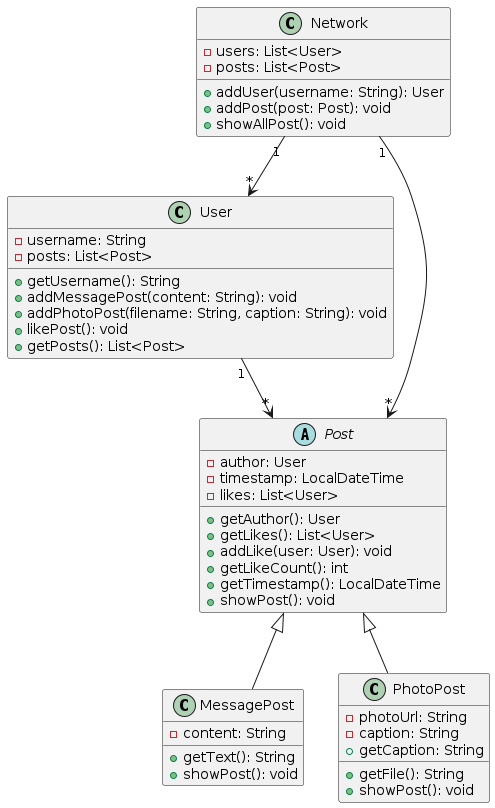 C Network
users: List<User>
posts: List<Post>
addUser(username: String): User
addPost(post: Post): void
showAllPost(): void
1
1
*
C User
username: String
posts: List<Post>
getUsername(): String
addMessagePost(content: String): void
addPhotoPost(filename: String, caption: String): void
likePost(): void
getPosts(): List<Post>
1
*
*
A Post
author: User
timestamp: LocalDateTime
likes: List<User>
getAuthor(): User
getLikes(): List<User>
addLike(user: User): void
getLikeCount(): int
getTimestamp(): LocalDateTime
showPost(): void
C MessagePost
content: String
getText(): String
showPost(): void
C PhotoPost
photoUrl: String
caption: String
getCaption: String
getFile(): String
showPost(): void